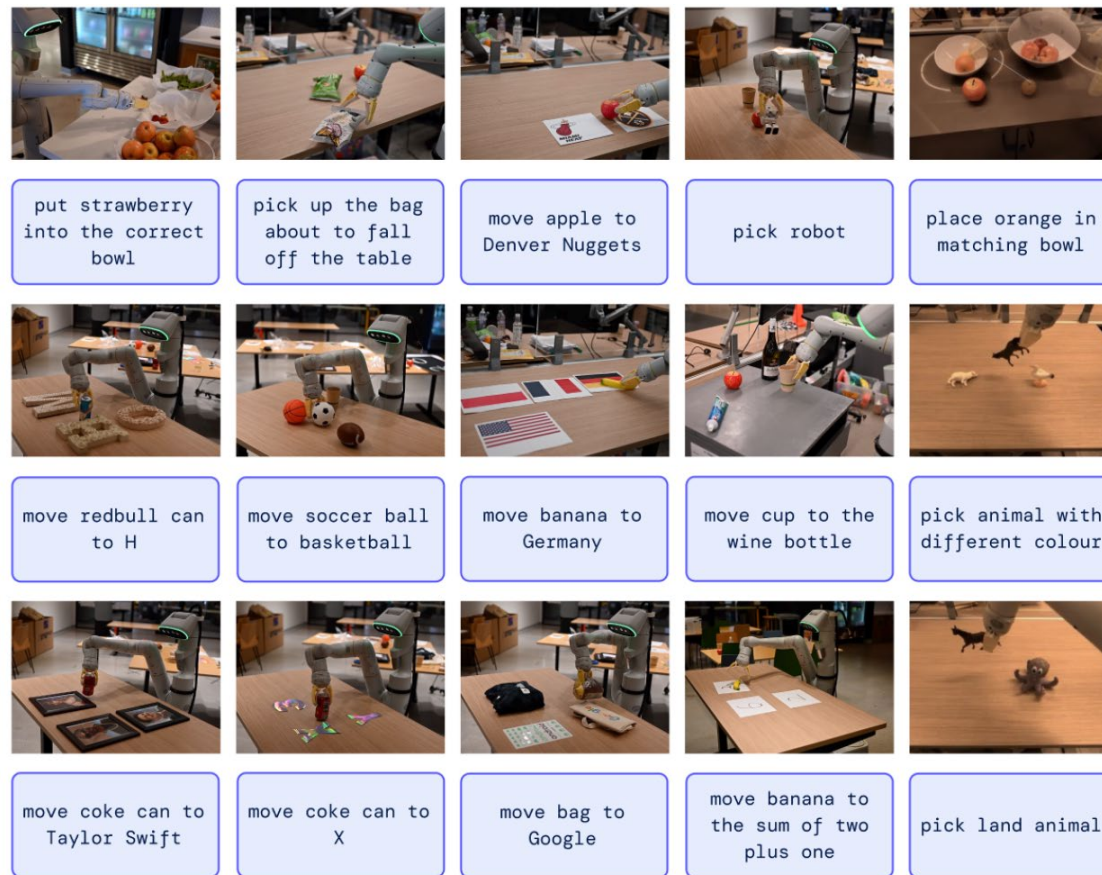 put strawberry
into the correct
bowl
pick up the bag
about to fall
off the table
move apple to
Denver Nuggets
pick robot
place orange in
matching bowl
move redbull can
to H
move soccer ball
to basketball
move banana to
Germany
move cup to the
wine bottle
pick animal with
different colour
move coke can to
Taylor Swift
move coke can to
X
move bag to
Google
move banana to
the sum of two
plus one
pick land animal